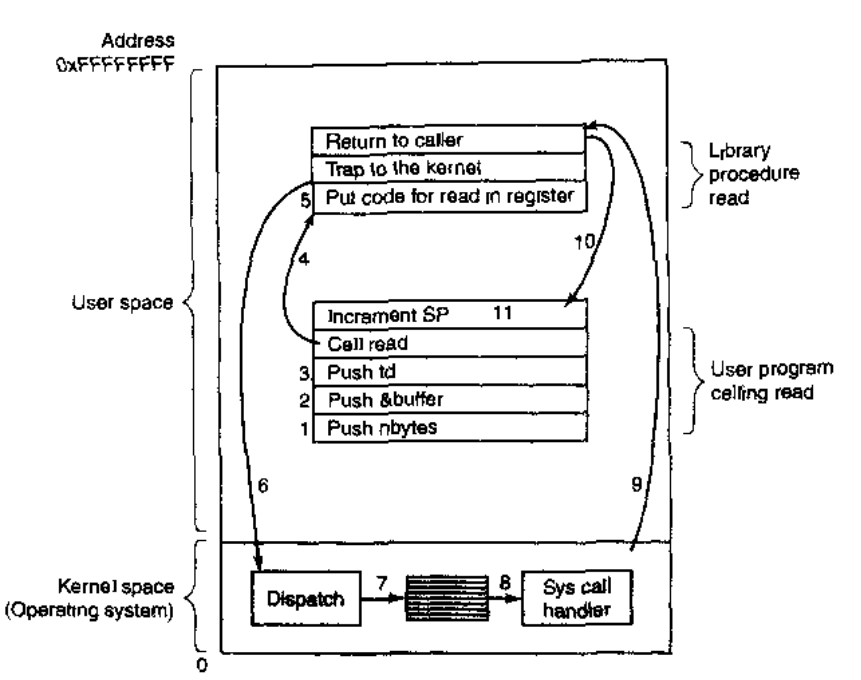 Address
0xFFFFFFFF
Return to caller
Trap to the kernel
5 Put code for read in register
Library
procedure
read
4
10
User space
Increment SP 11
Call read
3 Push fd
2 Push &buffer
1 Push nbytes
User program
calling read
6
9
Kernel space
(Operating system)
Dispatch
7
8
Sys call
handler
0